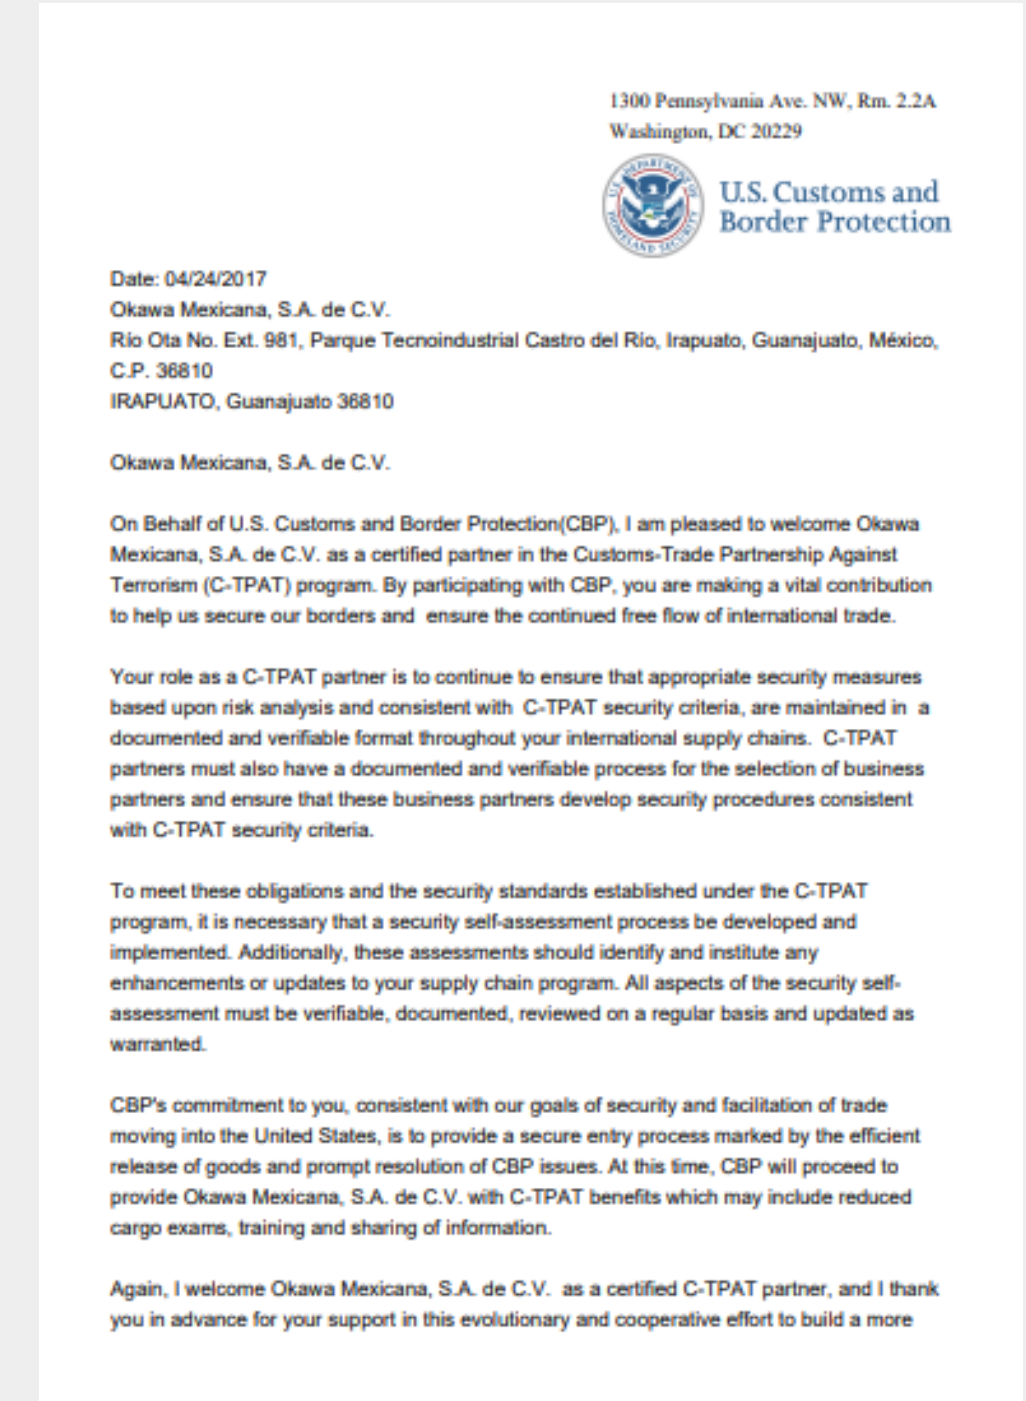 1300 Pennsylvania Ave. NW, Rm. 2.2A
Washington, DC 20229
U.S. DEPARTMENT OF
HOMELAND SECURITY
U.S. Customs and
Border Protection
Date: 04/24/2017
Okawa Mexicana, S.A. de C.V.
Río Ota No. Ext. 981, Parque Tecnoindustrial Castro del Río, Irapuato, Guanajuato, México,
C.P. 36810
IRAPUATO, Guanajuato 36810
Okawa Mexicana, S.A. de C.V.
On Behalf of U.S. Customs and Border Protection(CBP), I am pleased to welcome Okawa
Mexicana, S.A. de C.V. as a certified partner in the Customs-Trade Partnership Against
Terrorism (C-TPAT) program. By participating with CBP, you are making a vital contribution
to help us secure our borders and  ensure the continued free flow of international trade.
Your role as a C-TPAT partner is to continue to ensure that appropriate security measures
based upon risk analysis and consistent with  C-TPAT security criteria, are maintained in  a
documented and verifiable format throughout your international supply chains.  C-TPAT
partners must also have a documented and verifiable process for the selection of business
partners and ensure that these business partners develop security procedures consistent
with C-TPAT security criteria.
To meet these obligations and the security standards established under the C-TPAT
program, it is necessary that a security self-assessment process be developed and
implemented. Additionally, these assessments should identify and institute any
enhancements or updates to your supply chain program. All aspects of the security self-
assessment must be verifiable, documented, reviewed on a regular basis and updated as
warranted.
CBP's commitment to you, consistent with our goals of security and facilitation of trade
moving into the United States, is to provide a secure entry process marked by the efficient
release of goods and prompt resolution of CBP issues. At this time, CBP will proceed to
provide Okawa Mexicana, S.A. de C.V. with C-TPAT benefits which may include reduced
cargo exams, training and sharing of information.
Again, I welcome Okawa Mexicana, S.A. de C.V.  as a certified C-TPAT partner, and I thank
you in advance for your support in this evolutionary and cooperative effort to build a more